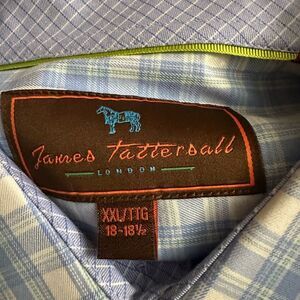 James Tattersall
LONDON
XXL/TTG
18-18½